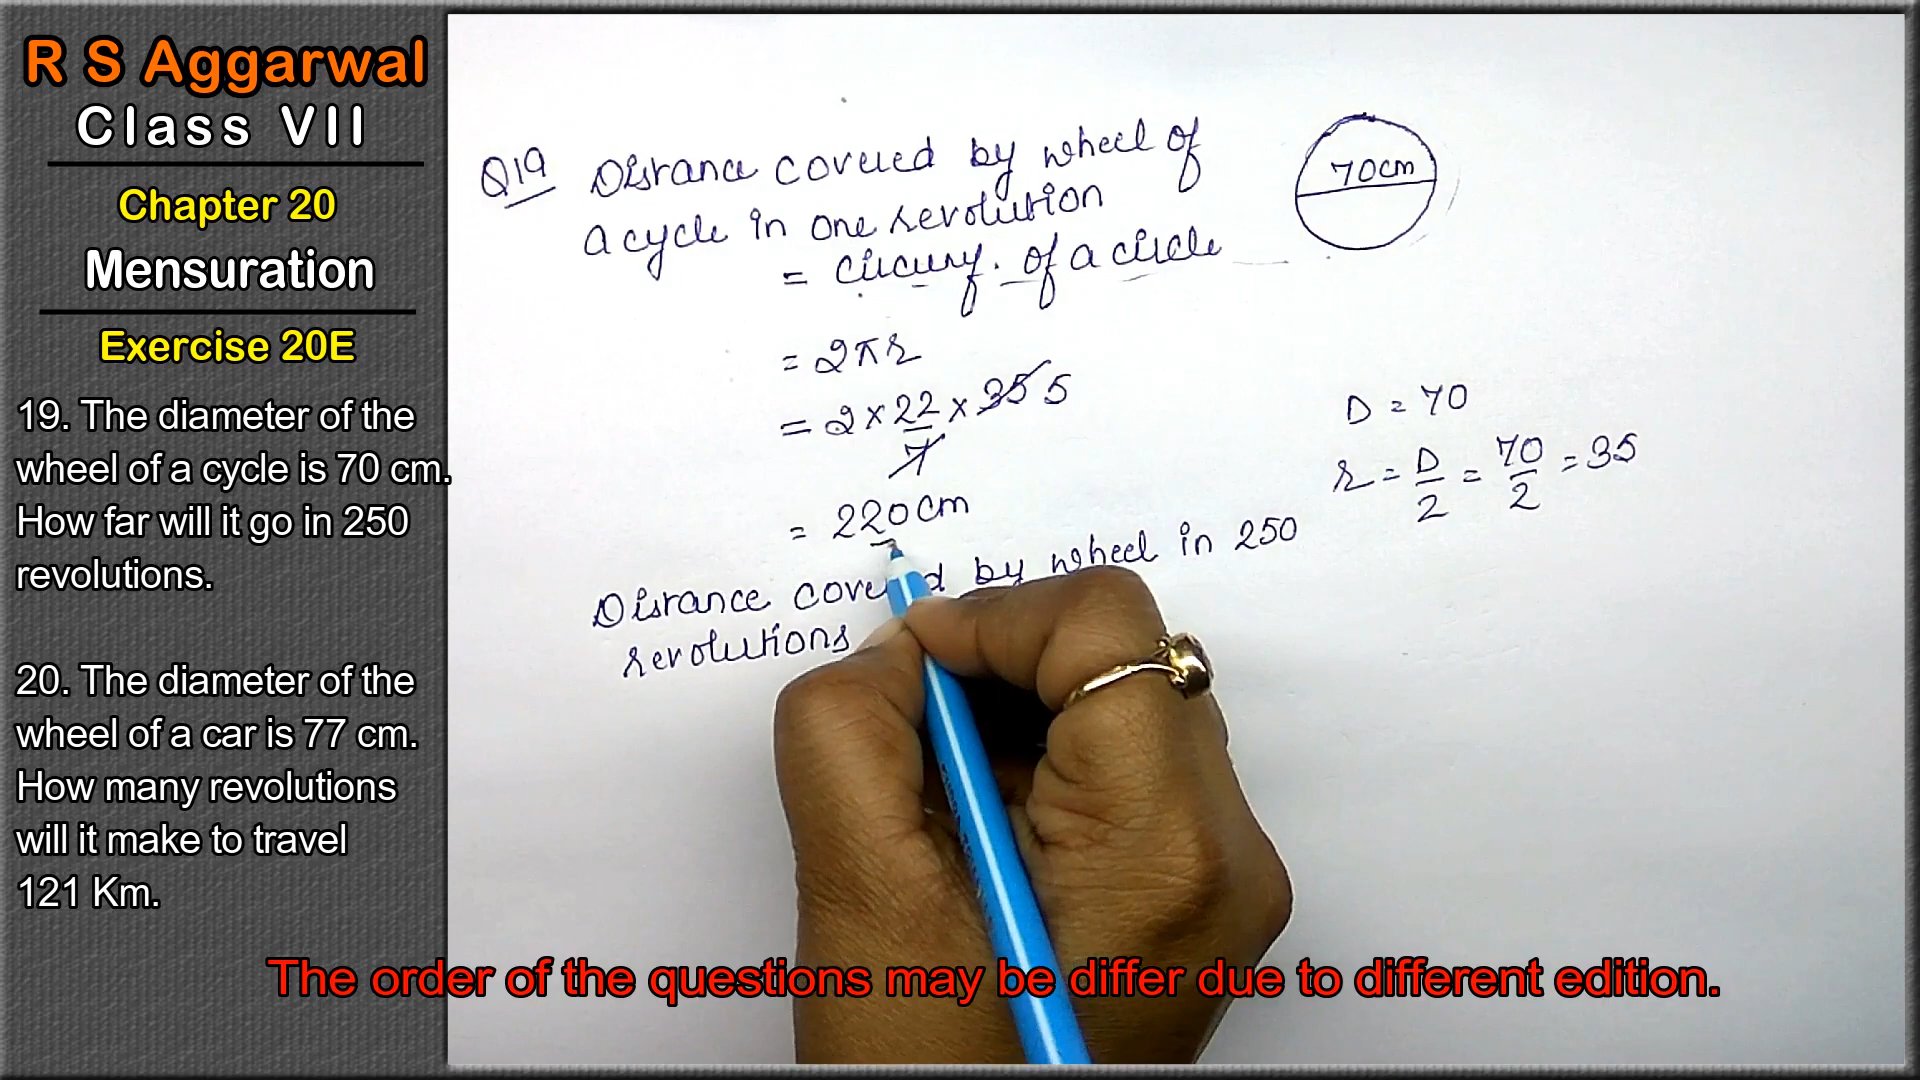 R S Aggarwal
Class VII
Chapter 20
Mensuration
Exercise 20E
19. The diameter of the
wheel of a cycle is 70 cm.
How far will it go in 250
revolutions.
20. The diameter of the
wheel of a car is 77 cm.
How many revolutions
will it make to travel
121 Km.
Q19 Distance covered by wheel of
a cycle in one revolution
= circumf. of a circle
70cm
= 2πr
= 2 × 22/7 × 35 5
= 220cm
D = 70
r = D/2 = 70/2 = 35
Distance covered by wheel in 250
revolutions
The order of the questions may be differ due to different edition.